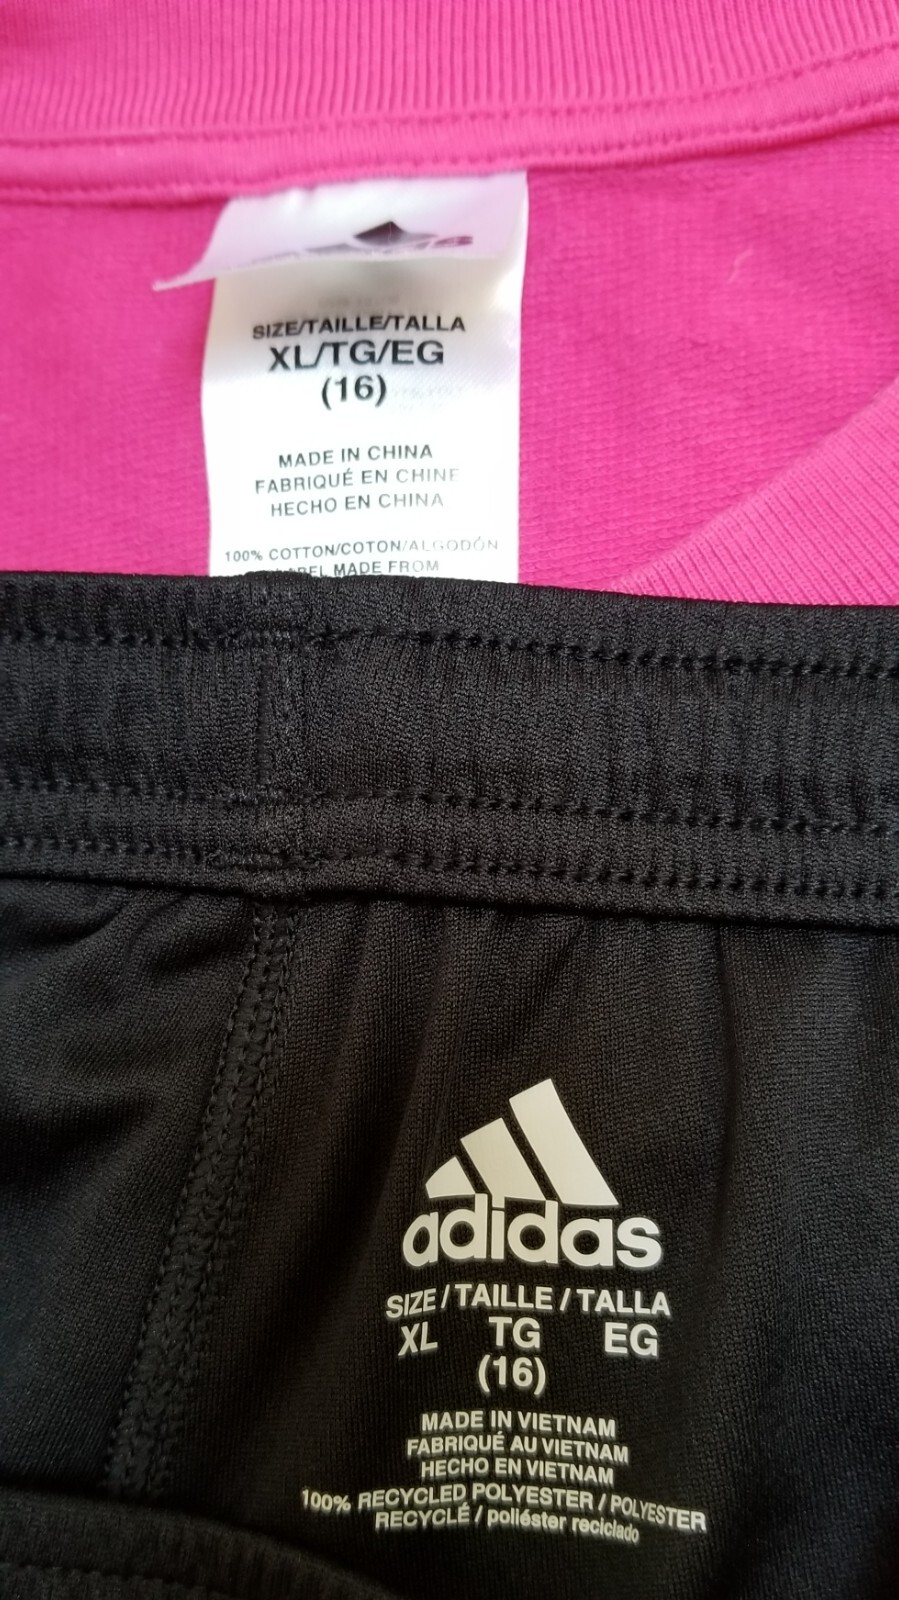 SIZE/TAILLE/TALLA
XL/TG/EG
(16)
MADE IN CHINA
FABRIQUÉ EN CHINE
HECHO EN CHINA
100% COTTON/COTON/ALGODÓN
MADE FROM
adidas
SIZE / TAILLE / TALLA
XL TG EG
(16)
MADE IN VIETNAM
FABRIQUÉ AU VIETNAM
HECHO EN VIETNAM
100% RECYCLED POLYESTER / POLYESTER
RECYCLÉ / poliéster reciclado